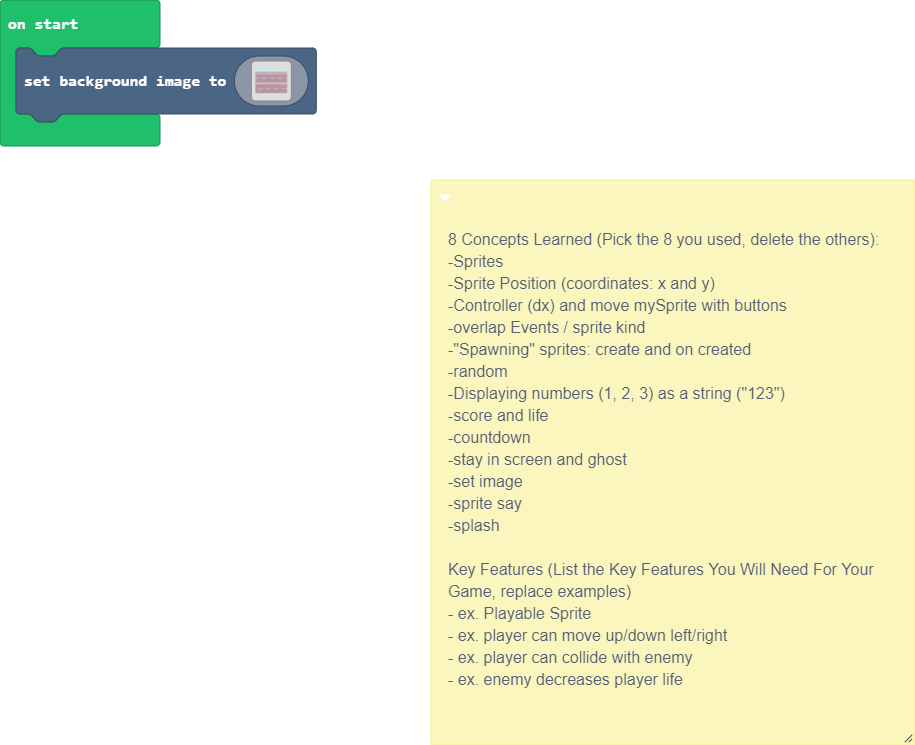 on start
set background image to
8 Concepts Learned (Pick the 8 you used, delete the others):
-Sprites
-Sprite Position (coordinates: x and y)
-Controller (dx) and move mySprite with buttons
-overlap Events / sprite kind
-"Spawning" sprites: create and on created
-random
-Displaying numbers (1, 2, 3) as a string ("123")
-score and life
-countdown
-stay in screen and ghost
-set image
-sprite say
-splash
Key Features (List the Key Features You Will Need For Your
Game, replace examples)
- ex. Playable Sprite
- ex. player can move up/down left/right
- ex. player can collide with enemy
- ex. enemy decreases player life